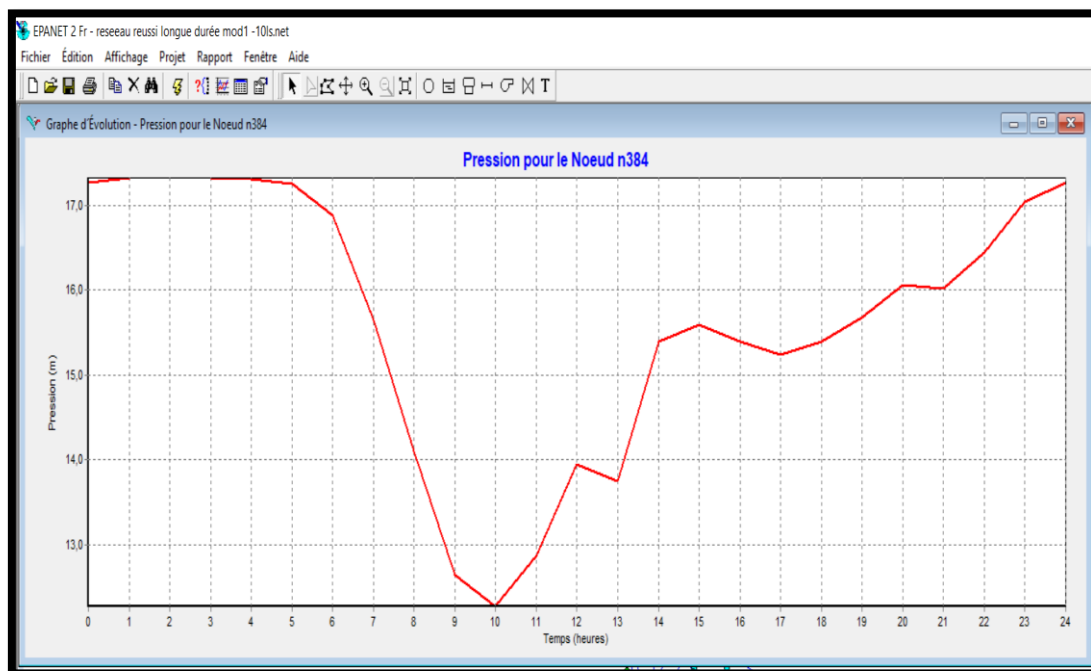 EPANET 2 Fr - reseeau reussi longue durée mod1 -10ls.net
Fichier Édition Affichage Projet Rapport Fenêtre Aide
T
Graphe d'Évolution - Pression pour le Noeud n384
Pression pour le Noeud n384
17,0
16,0
15,0
14,0
13,0
Pression (m)
0 1 2 3 4 5 6 7 8 9 10 11 12 13 14 15 16 17 18 19 20 21 22 23 24
Temps (heures)